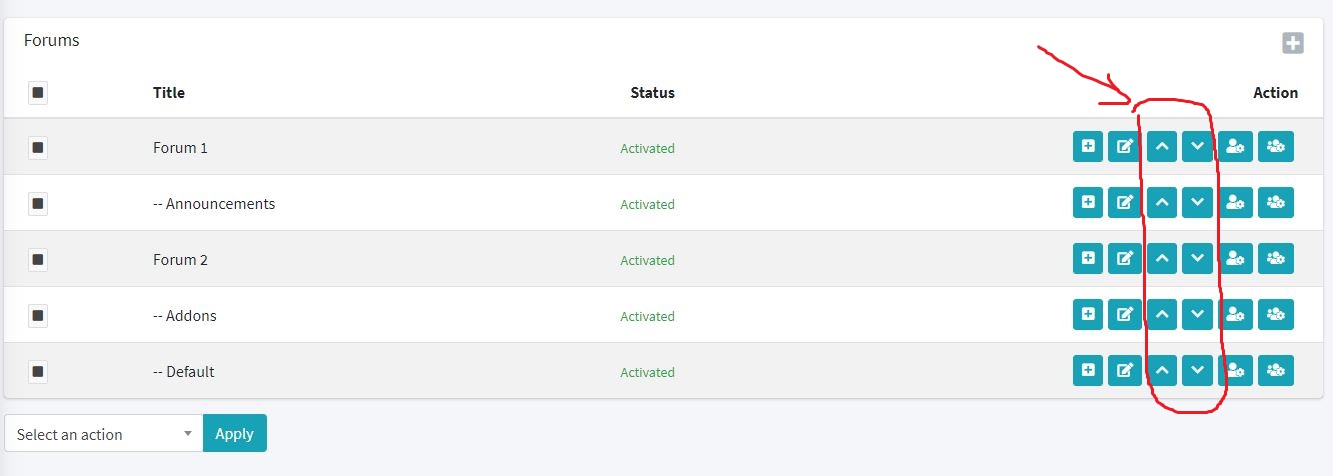 Forums
Title Status Action
Forum 1 Activated
-- Announcements Activated
Forum 2 Activated
-- Addons Activated
-- Default Activated
Select an action Apply